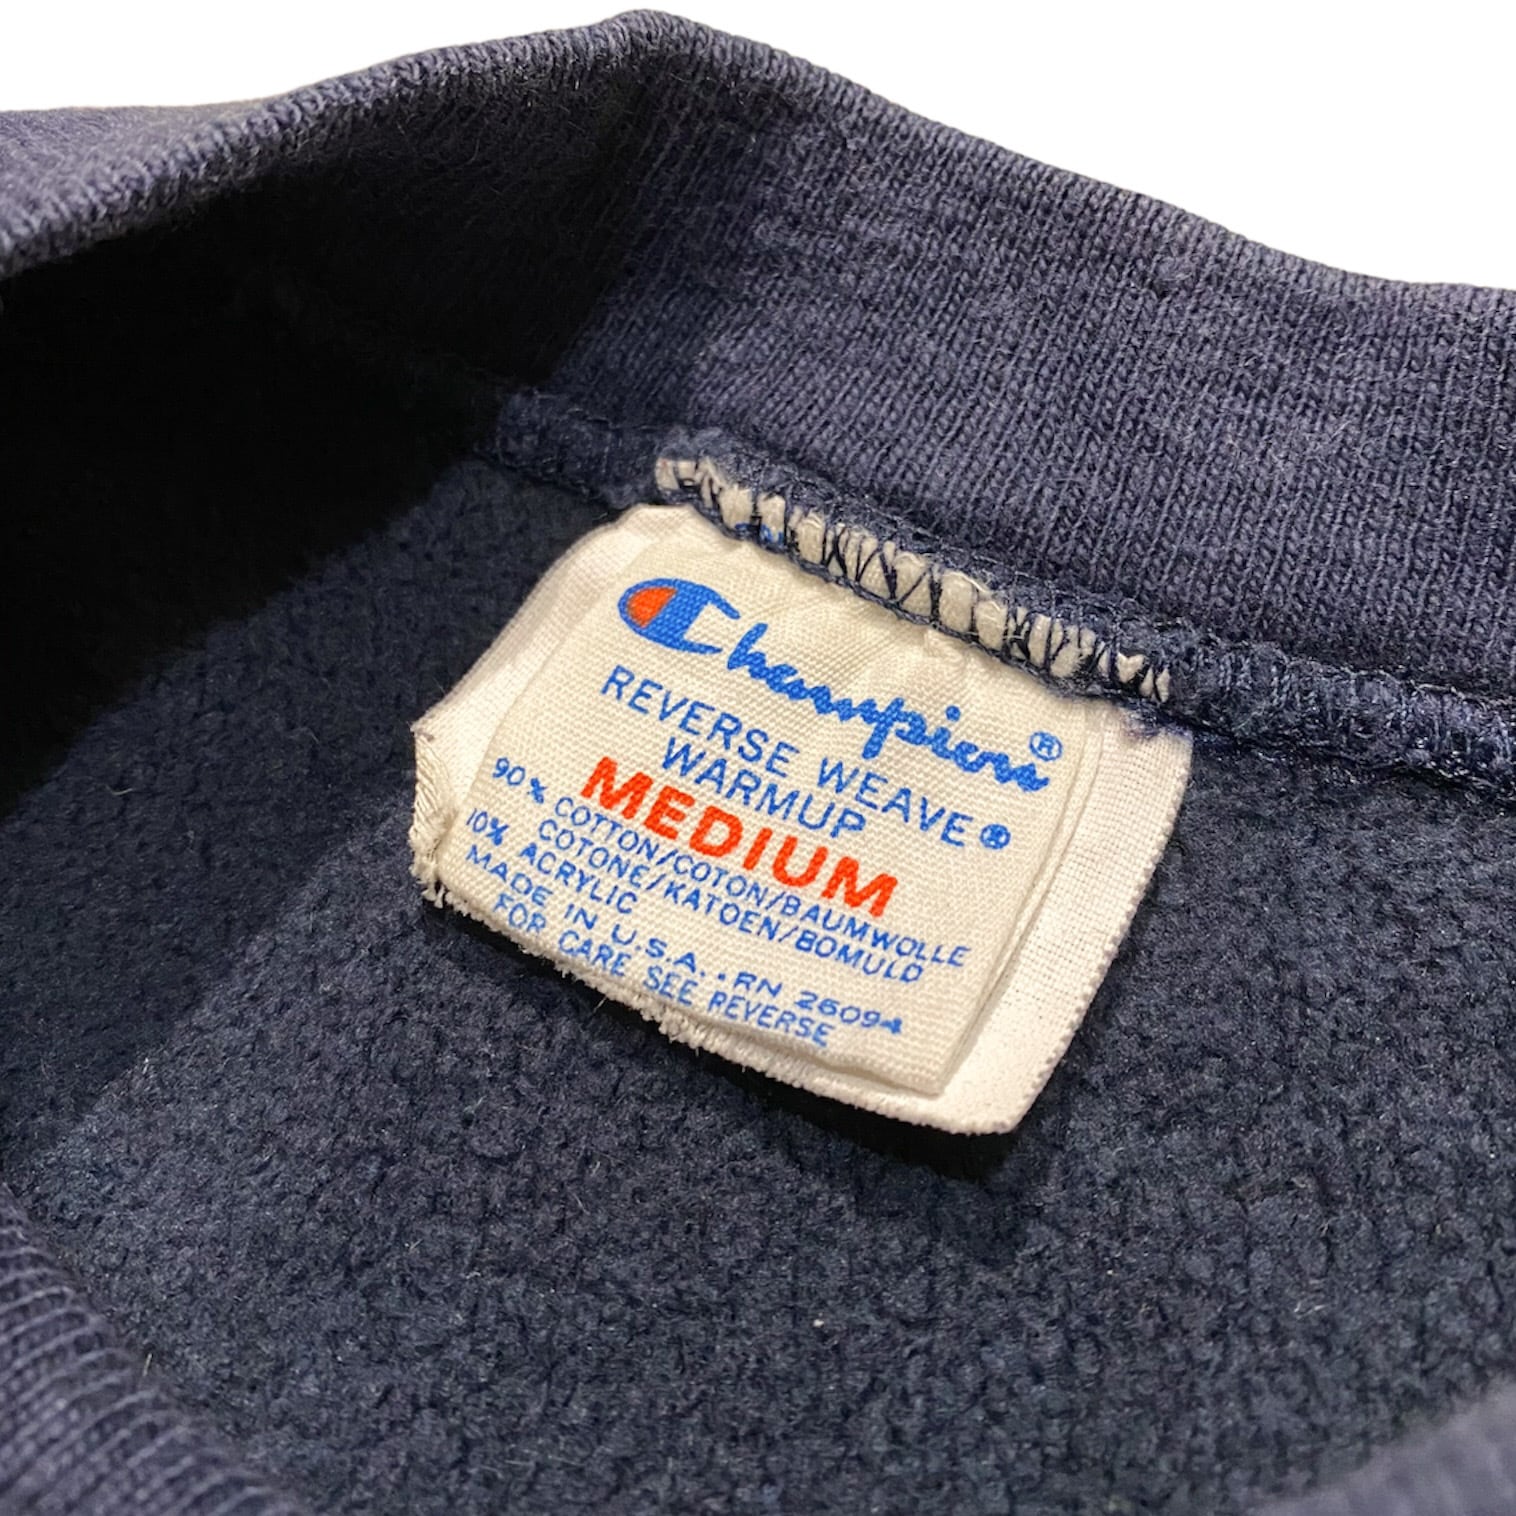 Champion®
REVERSE WEAVE®
WARMUP
MEDIUM
90% COTTON/COTON/BAUMWOLLE
COTONE/KATOEN/BOMULD
10% ACRYLIC
MADE IN U.S.A. · RN 26094
FOR CARE SEE REVERSE